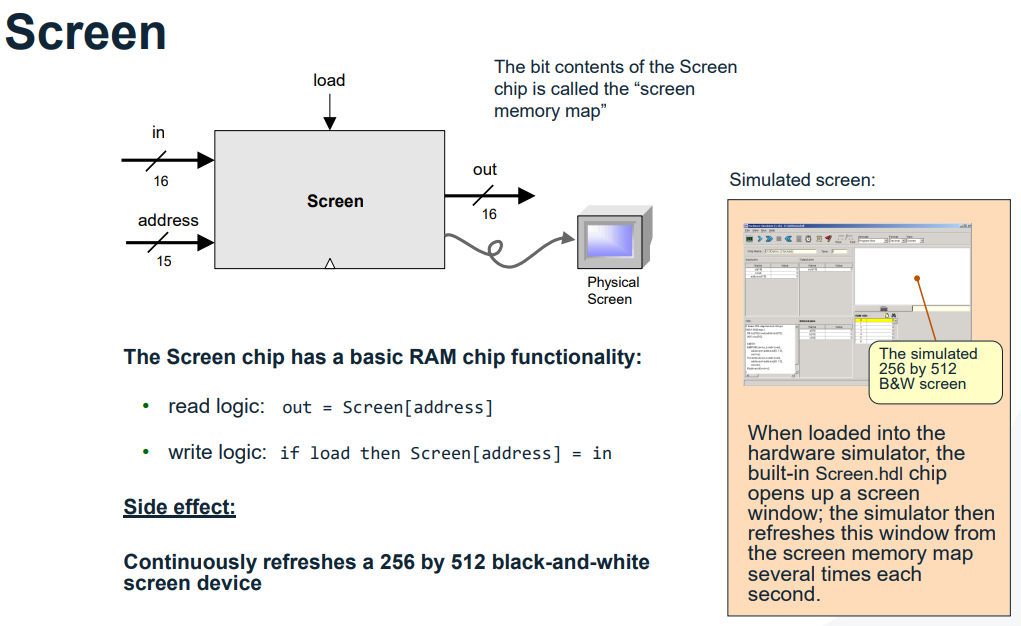 Screen
load
The bit contents of the Screen
chip is called the “screen
memory map”
in
16
address
15
Screen
out
16
Physical
Screen
Simulated screen:
The simulated
256 by 512
B&W screen
The Screen chip has a basic RAM chip functionality:
• read logic: out = Screen[address]
• write logic: if load then Screen[address] = in
Side effect:
Continuously refreshes a 256 by 512 black-and-white
screen device
When loaded into the
hardware simulator, the
built-in Screen.hdl chip
opens up a screen
window; the simulator then
refreshes this window from
the screen memory map
several times each
second.